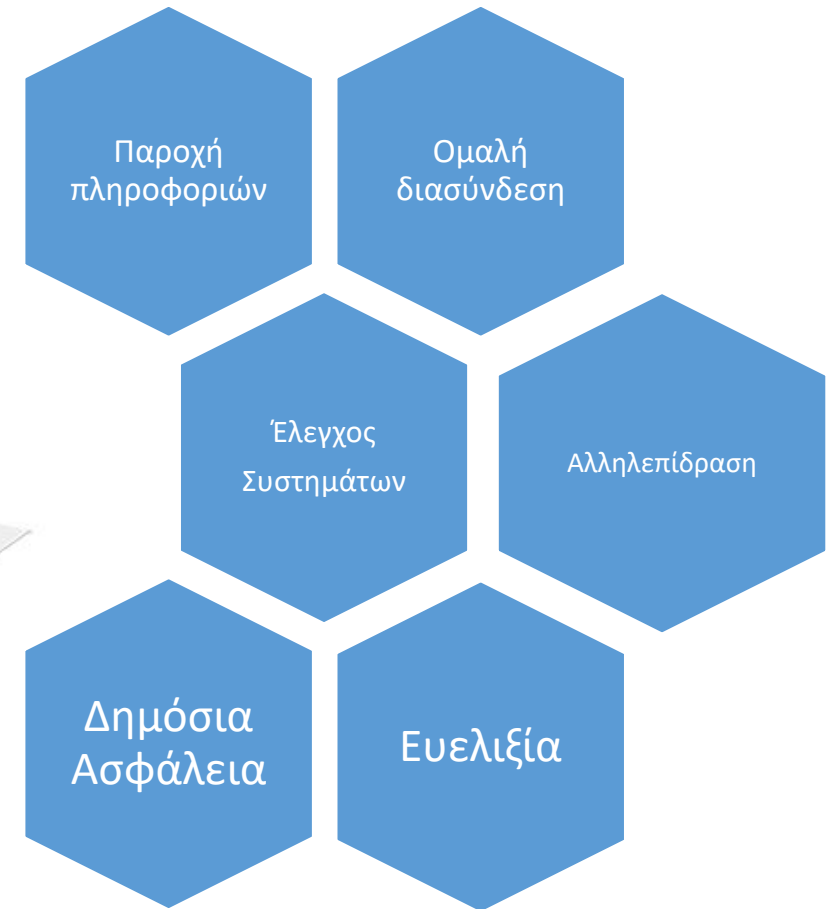 Παροχή
πληροφοριών
Ομαλή
διασύνδεση
Έλεγχος
Συστημάτων
Αλληλεπίδραση
Δημόσια
Ασφάλεια
Ευελιξία